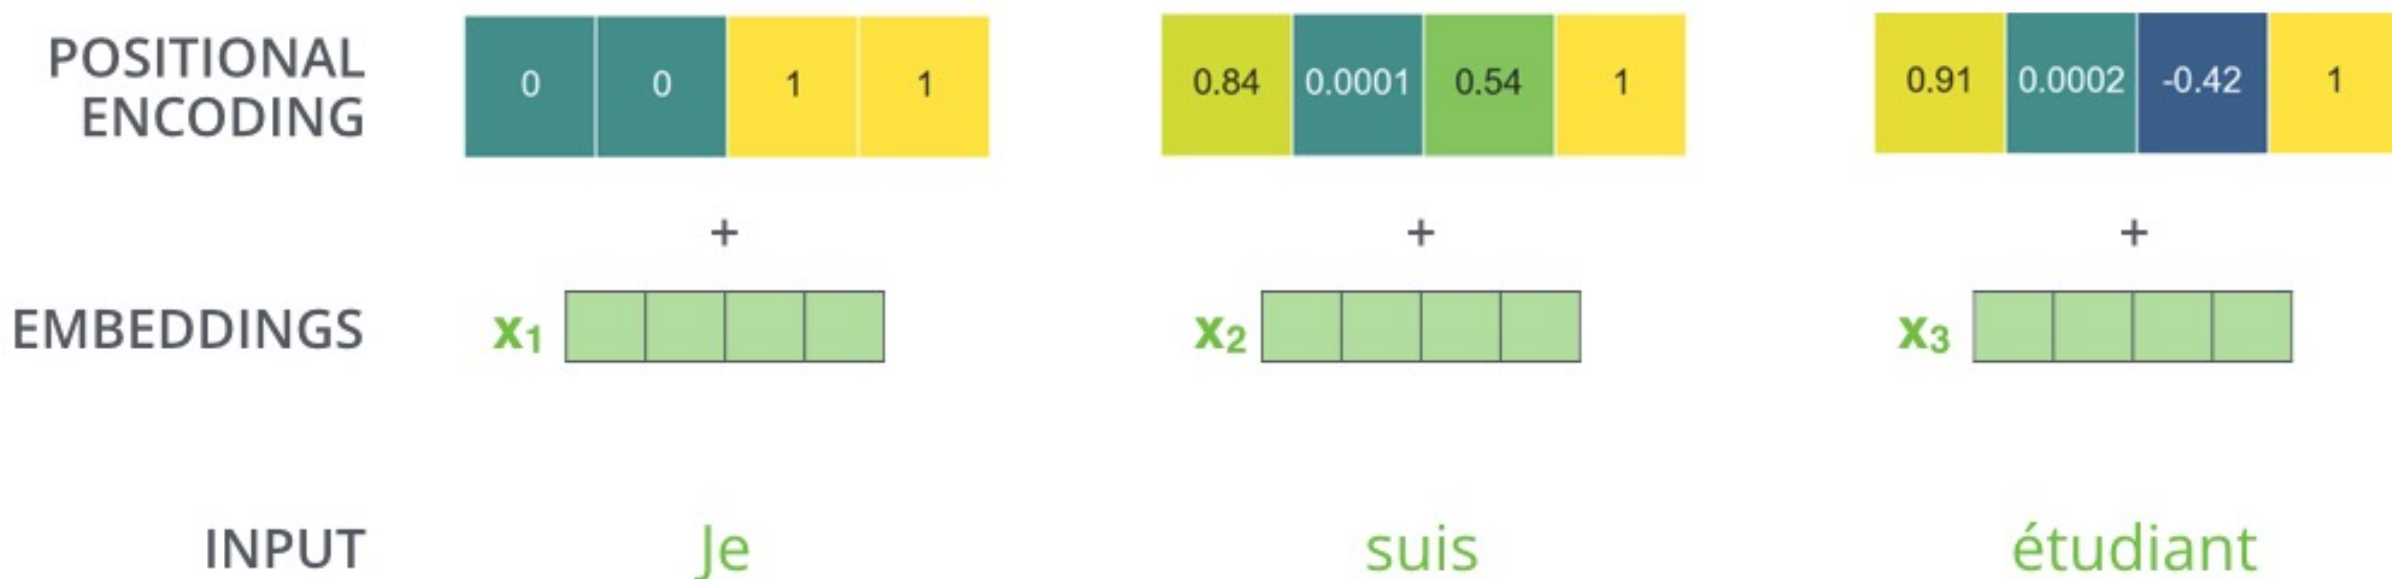 POSITIONAL
ENCODING
0 0 1 1
0.84 0.0001 0.54 1
0.91 0.0002 -0.42 1
+ + +
EMBEDDINGS x1 x2 x3
INPUT Je suis étudiant